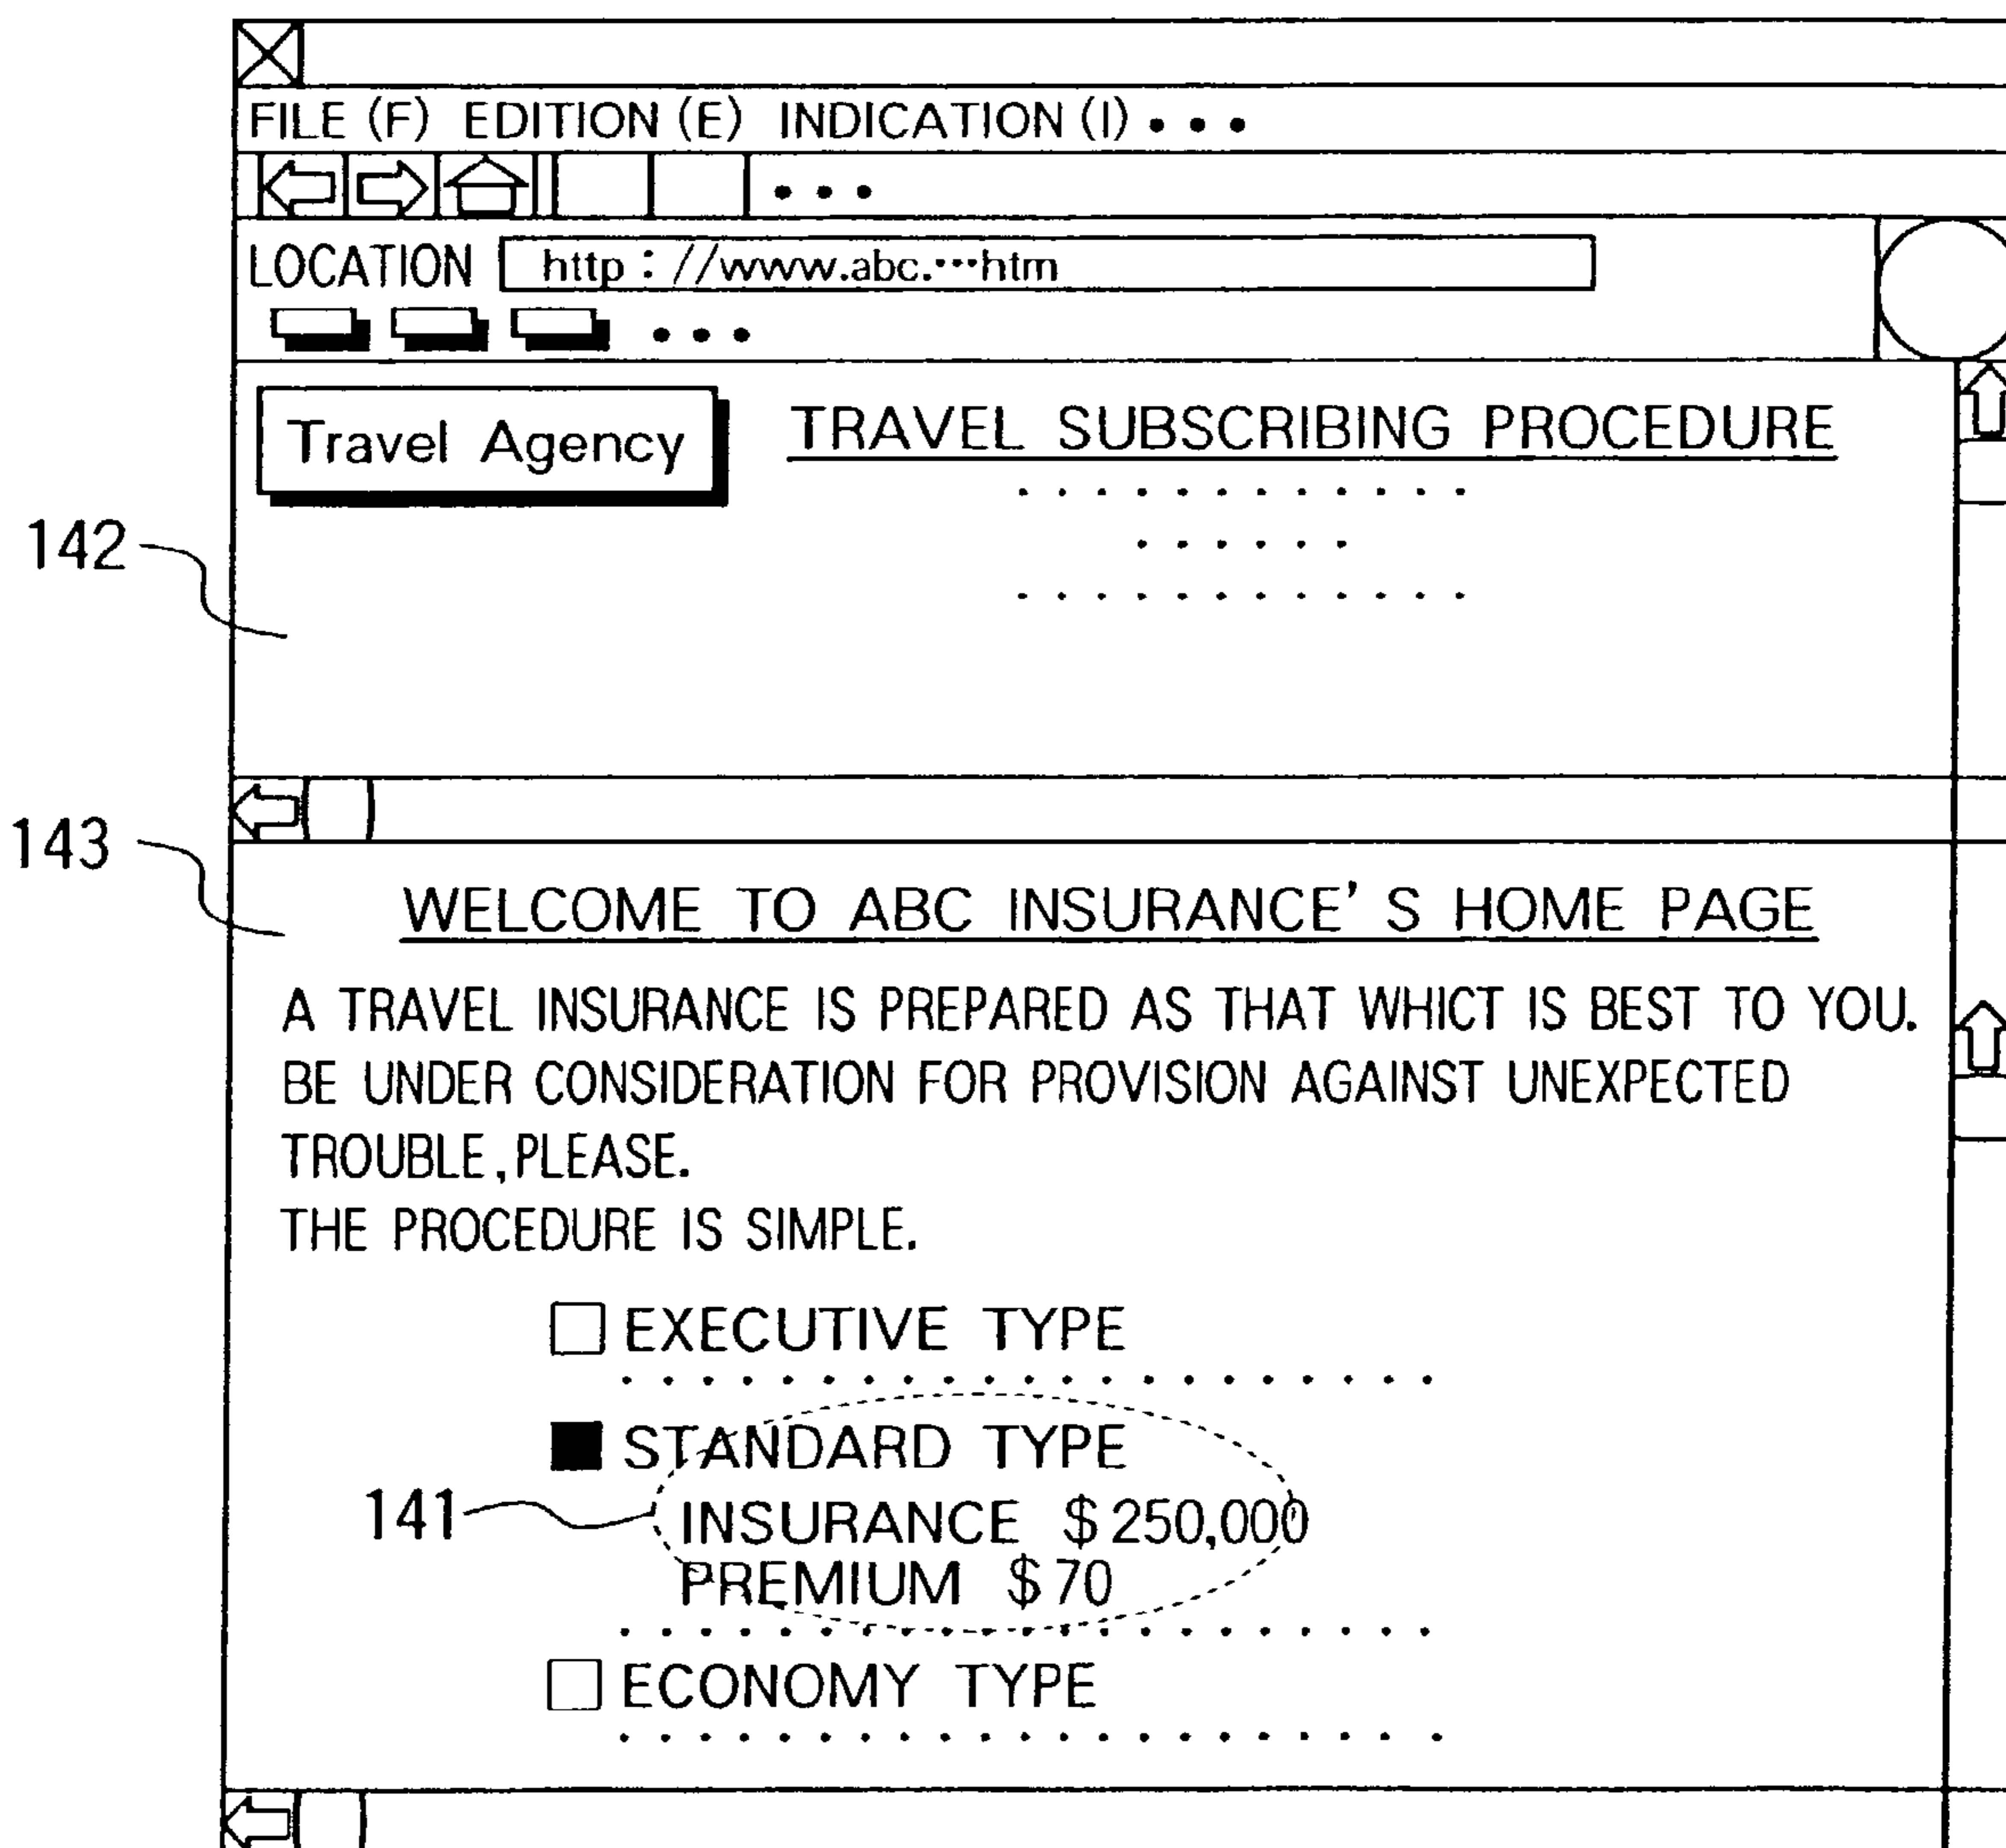 FILE (F) EDITION (E) INDICATION (I) • • •
• • •
LOCATION http : //www.abc.···htm
• • •
Travel Agency
TRAVEL SUBSCRIBING PROCEDURE
142
143
WELCOME TO ABC INSURANCE' S HOME PAGE
A TRAVEL INSURANCE IS PREPARED AS THAT WHICT IS BEST TO YOU.
BE UNDER CONSIDERATION FOR PROVISION AGAINST UNEXPECTED
TROUBLE, PLEASE.
THE PROCEDURE IS SIMPLE.
EXECUTIVE TYPE
STANDARD TYPE
141
INSURANCE $250,000
PREMIUM $70
ECONOMY TYPE